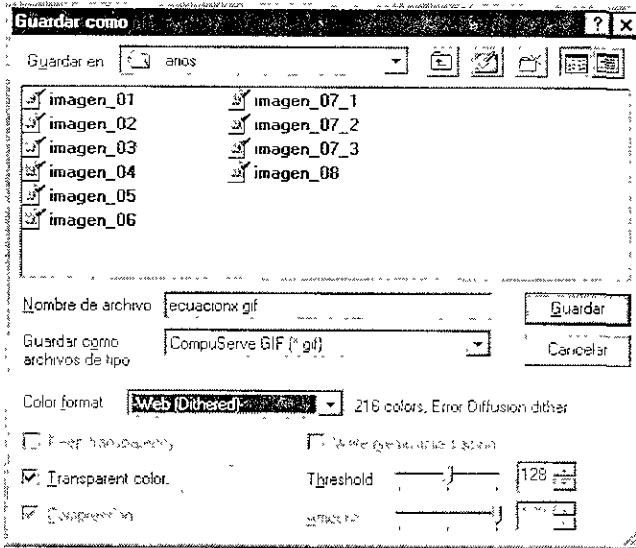 Guardar como
Guardar en anos
imagen_01 imagen_07_1
imagen_02 imagen_07_2
imagen_03 imagen_07_3
imagen_04 imagen_08
imagen_05
imagen_06
Nombre de archivo ecuacionx gif Guardar
Guardar como CompuServe GIF (*.gif) Cancelar
archivos de tipo
Color format Web (Dithered) 216 colors, Error Diffusion dither
Transparent color. Threshold 128
Compression